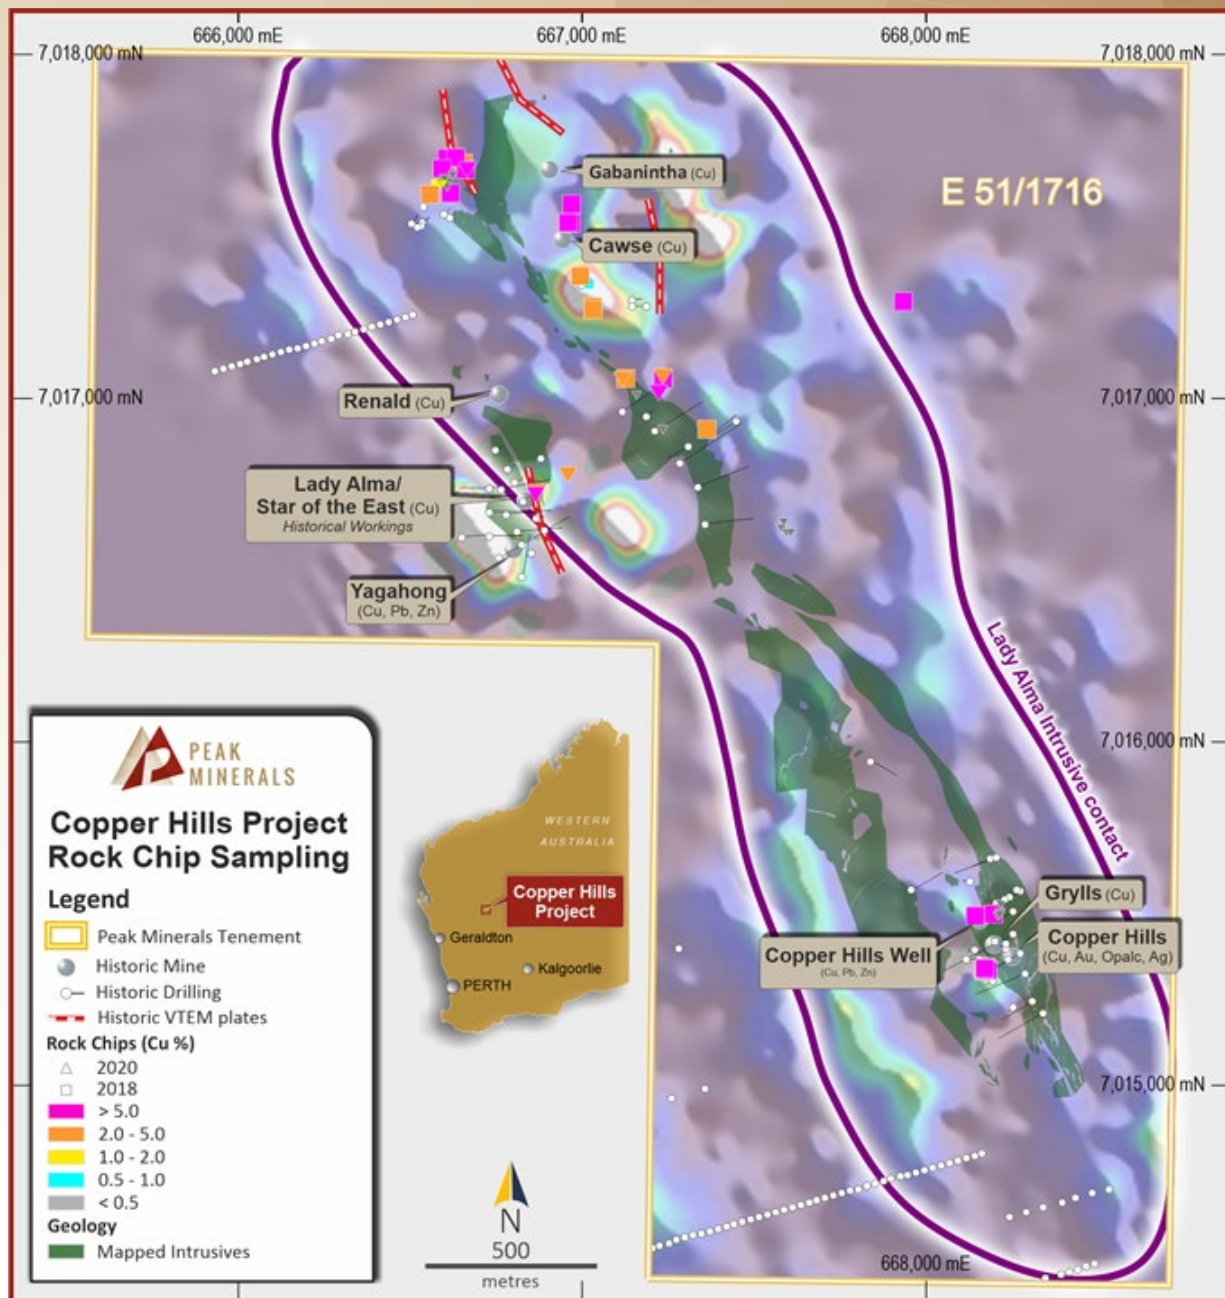 666,000 mE
667,000 mE
668,000 mE
7,018,000 mN
7,018,000 mN
E 51/1716
Gabanintha (Cu)
Cawse (Cu)
7,017,000 mN
7,017,000 mN
Renald (Cu)
Lady Alma/
Star of the East (Cu)
Historical Workings
Yagahong
(Cu, Pb, Zn)
Lady Alma Intrusive contact
7,016,000 mN
PEAK
MINERALS
Copper Hills Project
Rock Chip Sampling
Legend
Peak Minerals Tenement
Historic Mine
Historic Drilling
Historic VTEM plates
Rock Chips (Cu %)
2020
2018
> 5.0
2.0 - 5.0
1.0 - 2.0
0.5 - 1.0
< 0.5
Geology
Mapped Intrusives
WESTERN
AUSTRALIA
Copper Hills
Project
Geraldton
Kalgoorlie
PERTH
Grylls (Cu)
Copper Hills Well
(Cu, Pb, Zn)
Copper Hills
(Cu, Au, Opalc, Ag)
7,015,000 mN
N
500
metres
668,000 mE